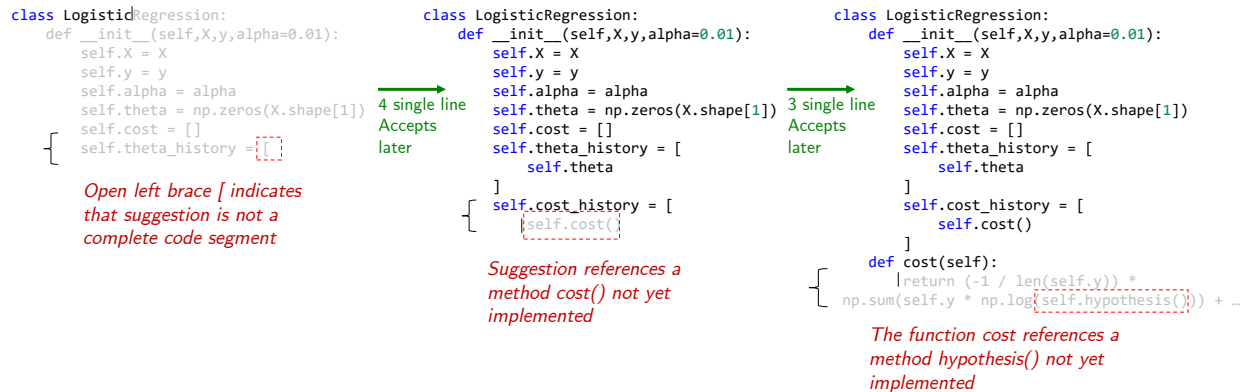 class LogisticRegression:
    def __init__(self,X,y,alpha=0.01):
        self.X = X
        self.y = y
        self.alpha = alpha
        self.theta = np.zeros(X.shape[1])
        self.cost = []
        self.theta_history = [
Open left brace [ indicates
that suggestion is not a
complete code segment
4 single line
Accepts
later
class LogisticRegression:
    def __init__(self,X,y,alpha=0.01):
        self.X = X
        self.y = y
        self.alpha = alpha
        self.theta = np.zeros(X.shape[1])
        self.cost = []
        self.theta_history = [
            self.theta
        ]
        self.cost_history = [
            self.cost()
Suggestion references a
method cost() not yet
implemented
3 single line
Accepts
later
class LogisticRegression:
    def __init__(self,X,y,alpha=0.01):
        self.X = X
        self.y = y
        self.alpha = alpha
        self.theta = np.zeros(X.shape[1])
        self.cost = []
        self.theta_history = [
            self.theta
        ]
        self.cost_history = [
            self.cost()
        ]
    def cost(self):
        return (-1 / len(self.y)) *
np.sum(self.y * np.log(self.hypothesis())) + …
The function cost references a
method hypothesis() not yet
implemented